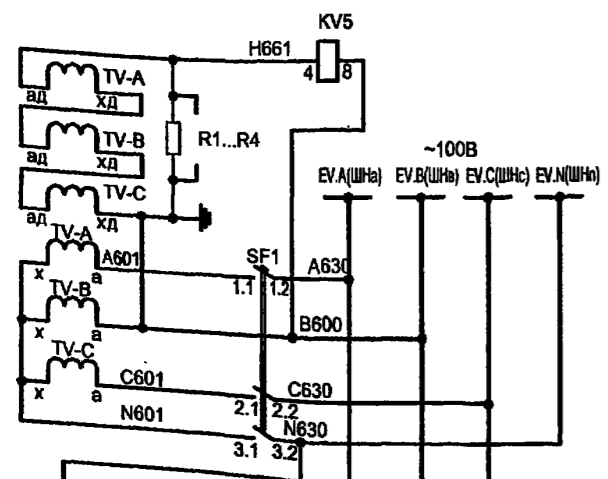 KV5
H661
4 8
TV-A
ад хд
TV-B
ад хд
R1...R4
~100В
EV.A(ШНа) EV.B(ШНв) EV.C(ШНс) EV.N(ШНn)
TV-C
ад хд
TV-A
х а
A601
SF1
1.1 1.2
A630
TV-B
х а
B600
TV-C
х а
C601
2.1 2.2
C630
N601
3.1 3.2
N630